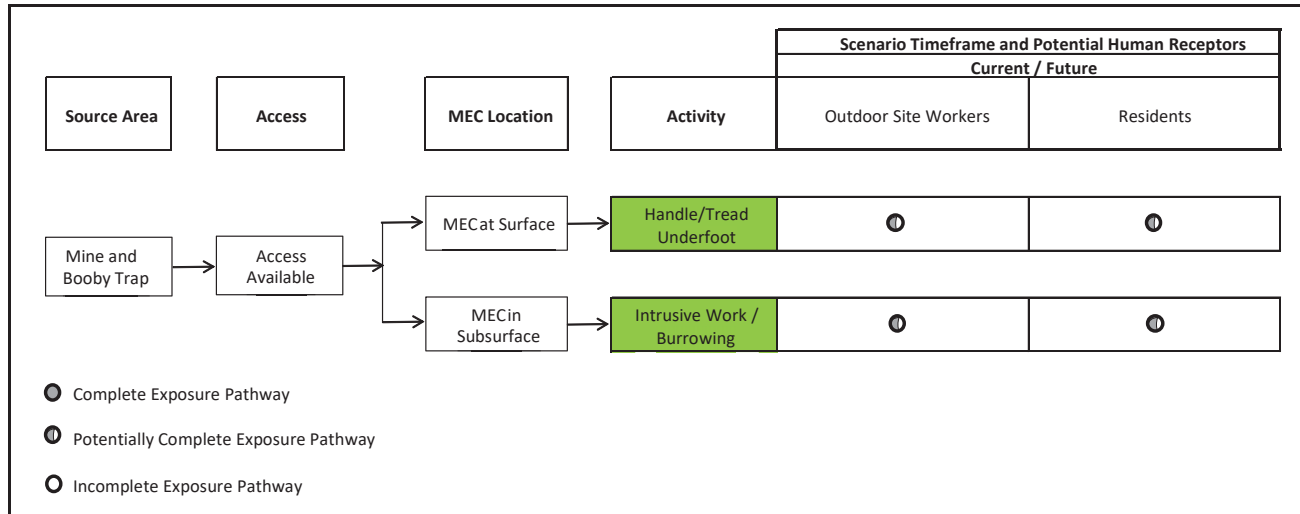 Scenario Timeframe and Potential Human Receptors
Current / Future
Source Area
Access
MEC Location
Activity
Outdoor Site Workers
Residents
Mine and
Booby Trap
Access
Available
MECat Surface
Handle/Tread
Underfoot
MECin
Subsurface
Intrusive Work /
Burrowing
Complete Exposure Pathway
Potentially Complete Exposure Pathway
Incomplete Exposure Pathway